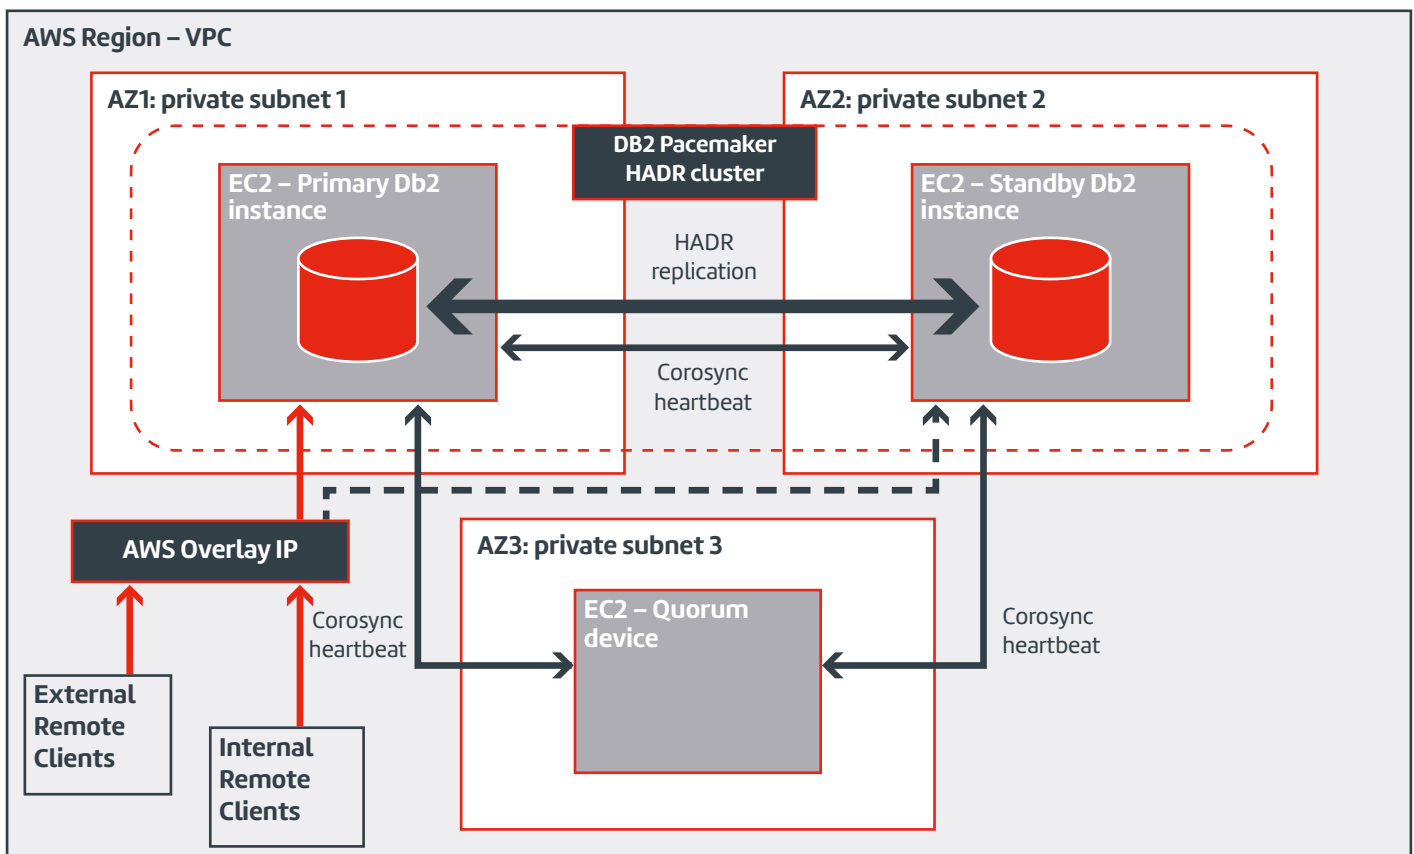 AWS Region – VPC
AZ1: private subnet 1
AZ2: private subnet 2
DB2 Pacemaker
HADR cluster
EC2 – Primary Db2
instance
EC2 – Standby Db2
instance
HADR
replication
Corosync
heartbeat
AWS Overlay IP
AZ3: private subnet 3
EC2 – Quorum
device
Corosync
heartbeat
Corosync
heartbeat
External
Remote
Clients
Internal
Remote
Clients